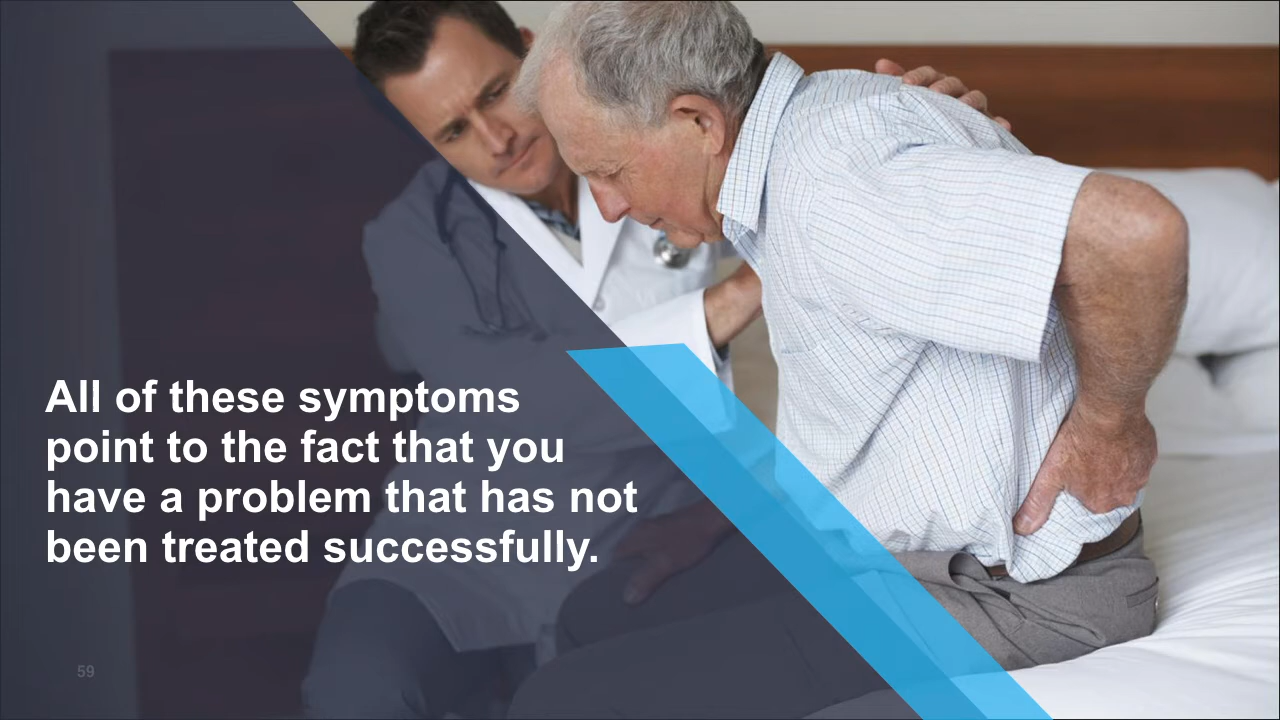 All of these symptoms
point to the fact that you
have a problem that has not
been treated successfully.
59